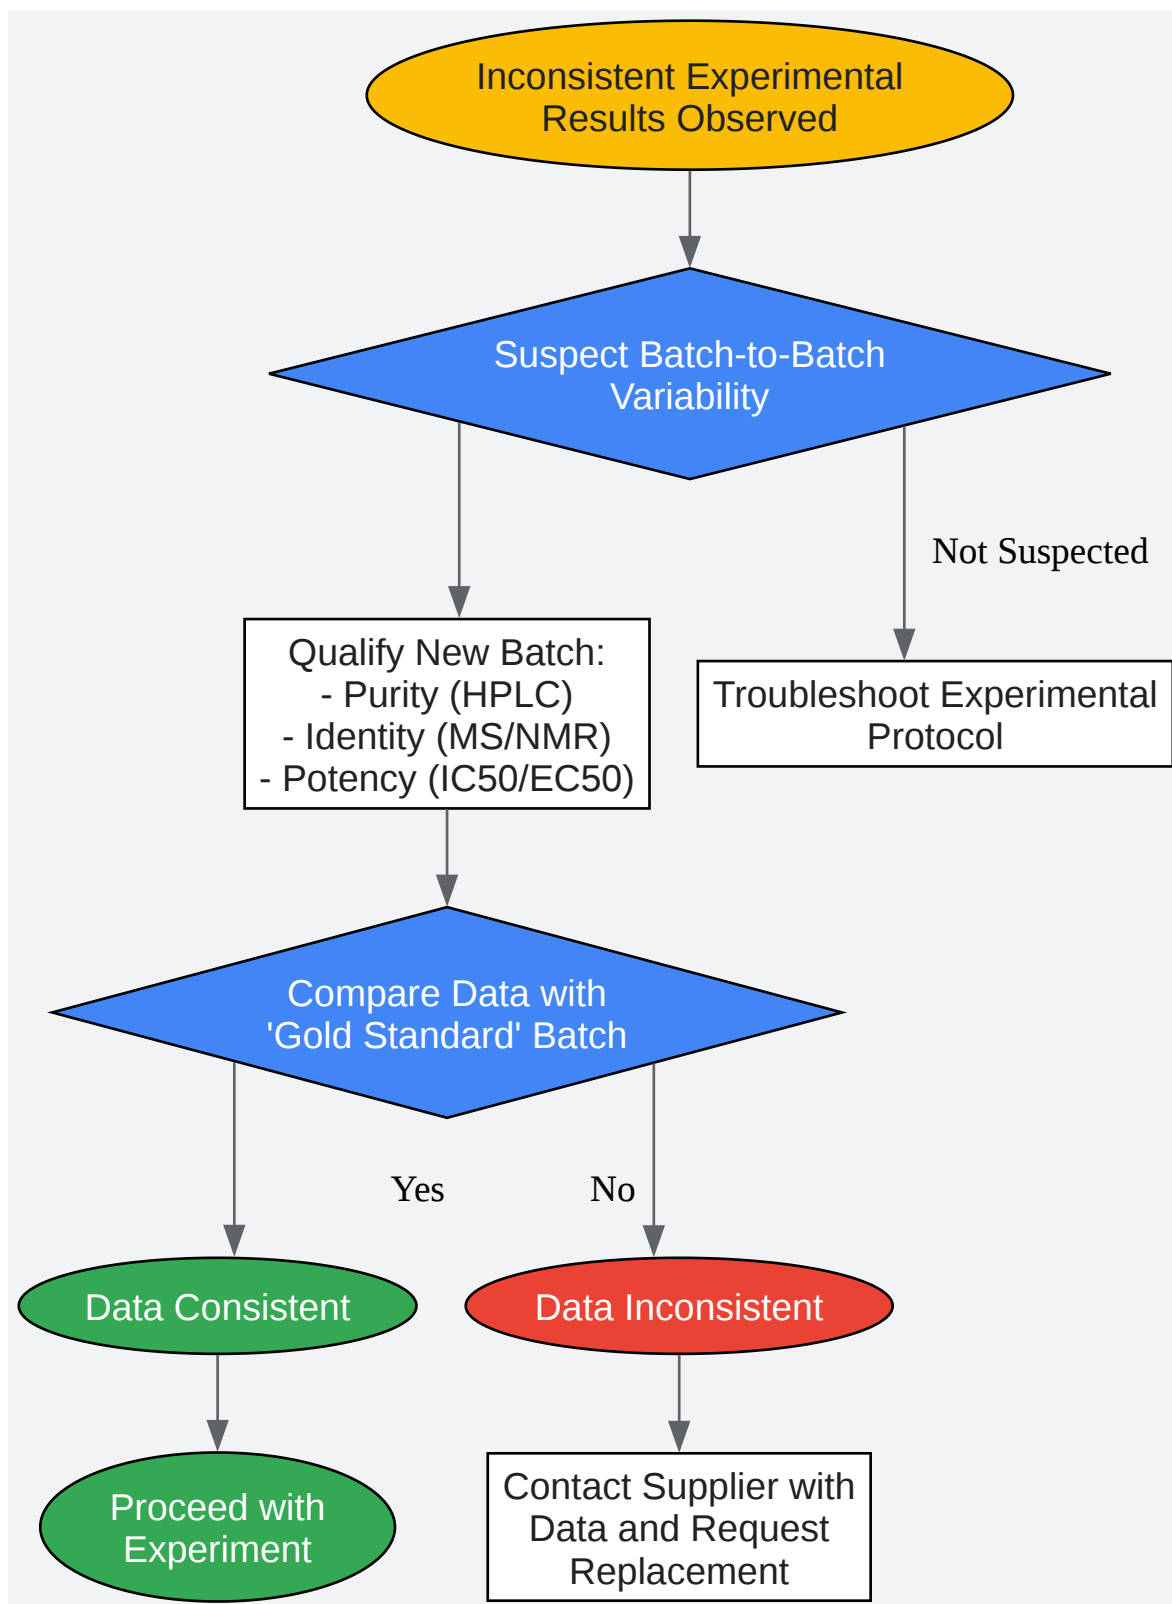 Inconsistent Experimental
Results Observed
Suspect Batch-to-Batch
Variability
Not Suspected
Qualify New Batch:
- Purity (HPLC)
- Identity (MS/NMR)
- Potency (IC50/EC50)
Troubleshoot Experimental
Protocol
Compare Data with
'Gold Standard' Batch
Yes
No
Data Consistent
Data Inconsistent
Proceed with
Experiment
Contact Supplier with
Data and Request
Replacement